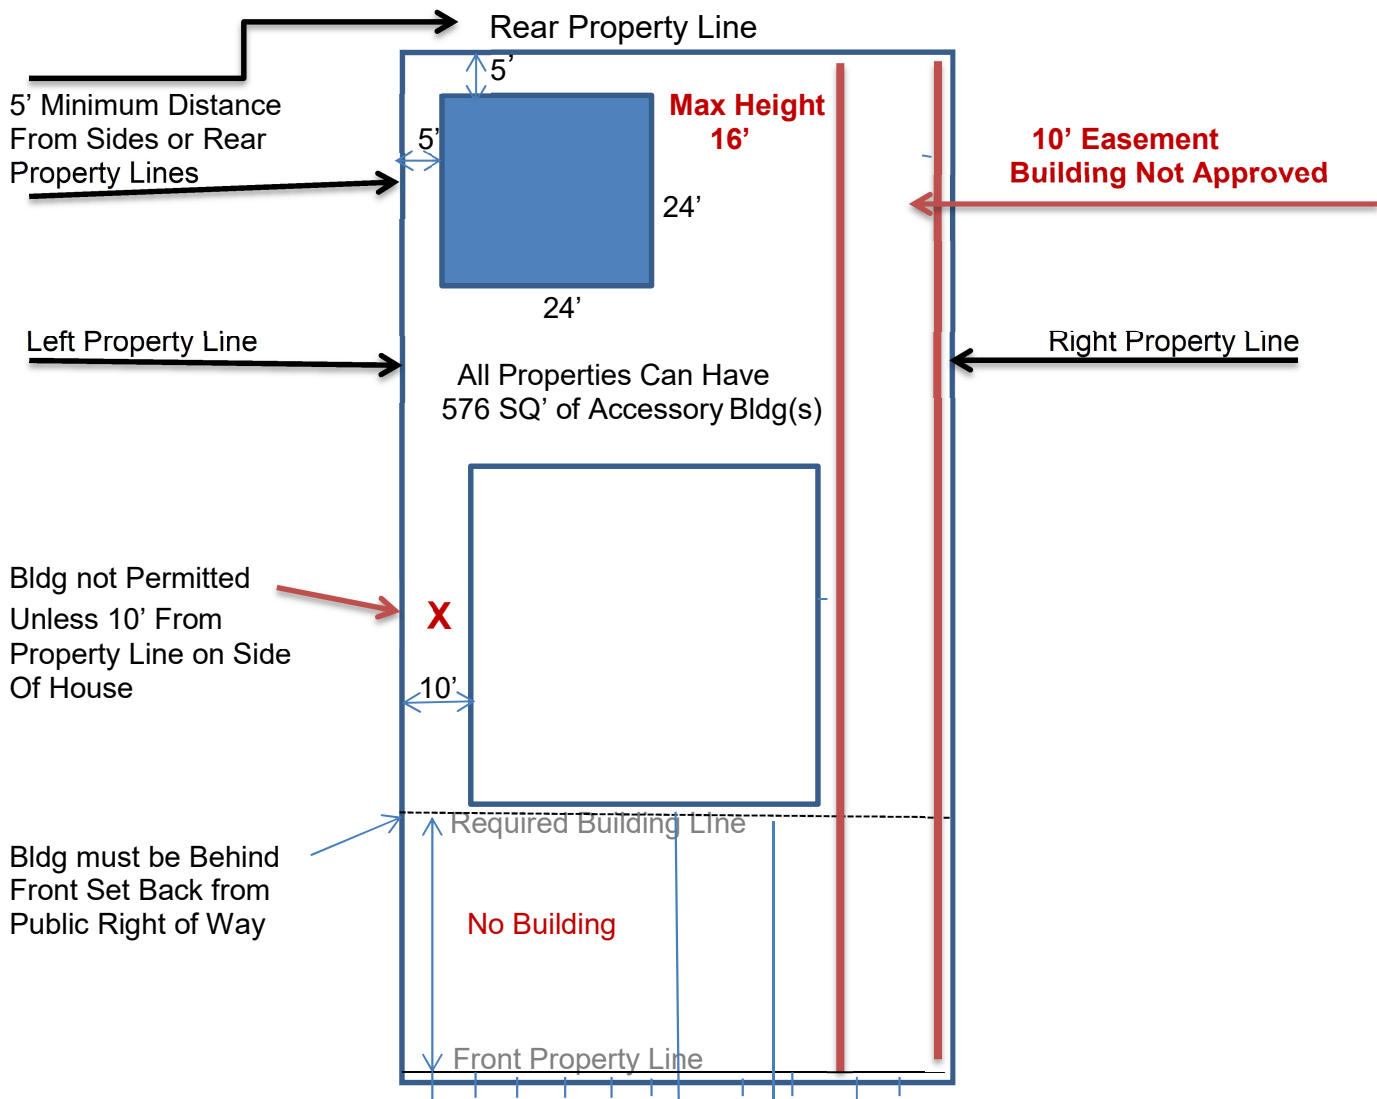 Rear Property Line
5’
5’ Minimum Distance
From Sides or Rear
Property Lines
5’
Max Height
16’
10’ Easement
Building Not Approved
24’
24’
Left Property Line
Right Property Line
All Properties Can Have
576 SQ’ of Accessory Bldg(s)
Bldg not Permitted
Unless 10’ From
Property Line on Side
Of House
X
10’
Required Building LIne
Bldg must be Behind
Front Set Back from
Public Right of Way
No Building
Front Property Line